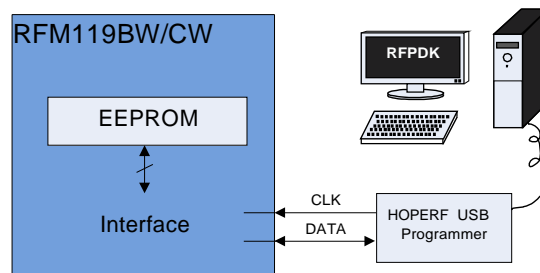 RFM119BW/CW
RFPDK
EEPROM
CLK
Interface
DATA
HOPERF USB
Programmer